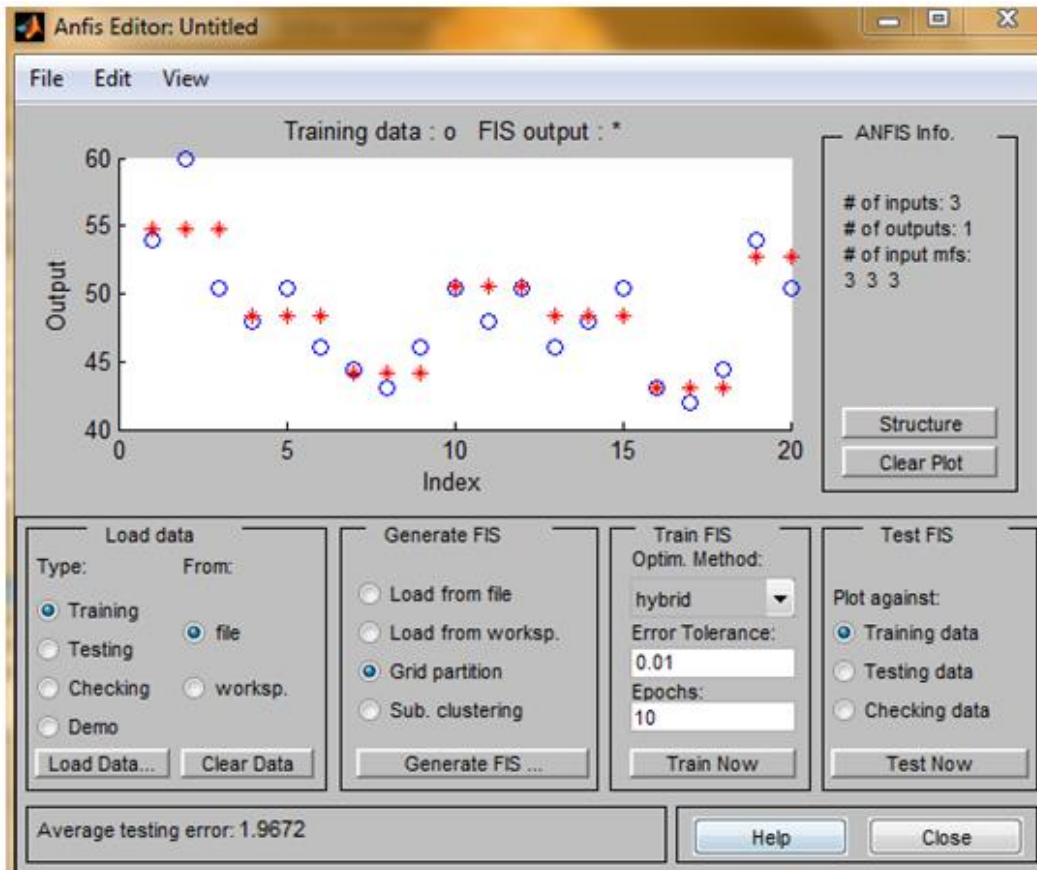 Anfis Editor: Untitled
File Edit View
Training data : o FIS output : *
60
55
50
45
40
Output
0 5 10 15 20
Index
ANFIS Info.
# of inputs: 3
# of outputs: 1
# of input mfs:
3 3 3
Structure
Clear Plot
Load data
Type: From:
Training
Testing
Checking
Demo
file
worksp.
Load Data... Clear Data
Generate FIS
Load from file
Load from worksp.
Grid partition
Sub. clustering
Generate FIS ...
Train FIS
Optim. Method:
hybrid
Error Tolerance:
0.01
Epochs:
10
Train Now
Test FIS
Plot against:
Training data
Testing data
Checking data
Test Now
Average testing error: 1.9672
Help Close